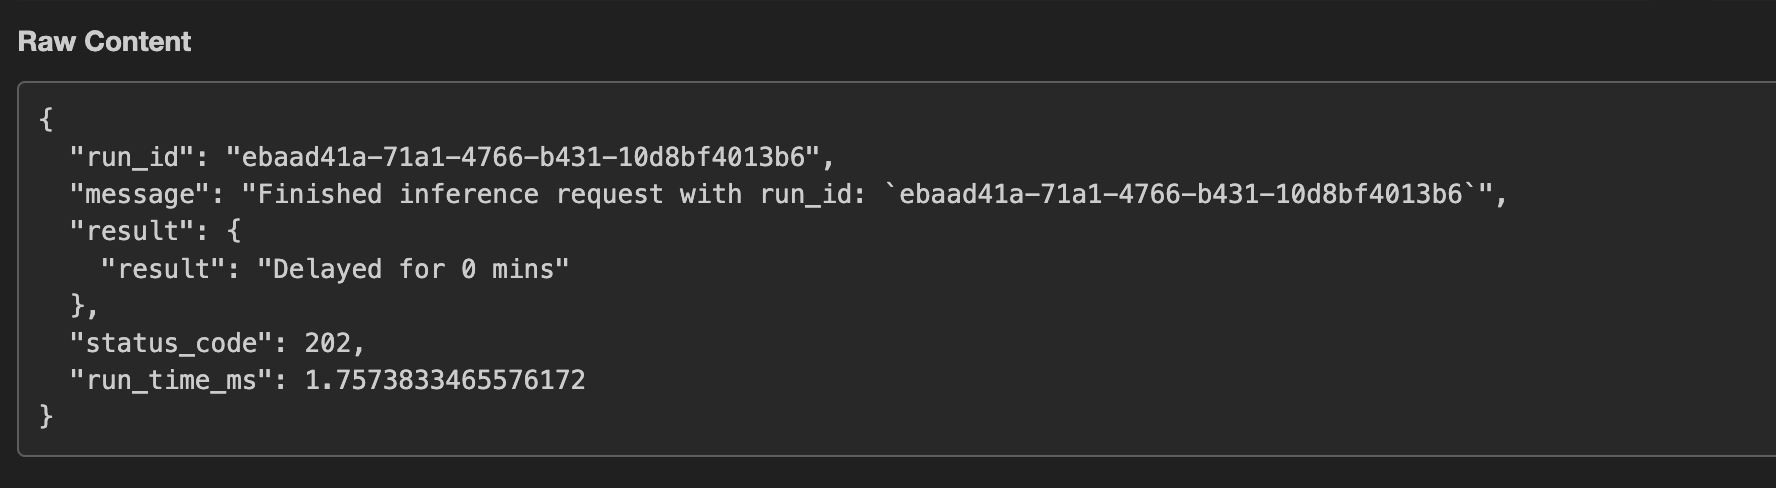 Raw Content
{
  "run_id": "ebaad41a-71a1-4766-b431-10d8bf4013b6",
  "message": "Finished inference request with run_id: `ebaad41a-71a1-4766-b431-10d8bf4013b6`",
  "result": {
    "result": "Delayed for 0 mins"
  },
  "status_code": 202,
  "run_time_ms": 1.7573833465576172
}